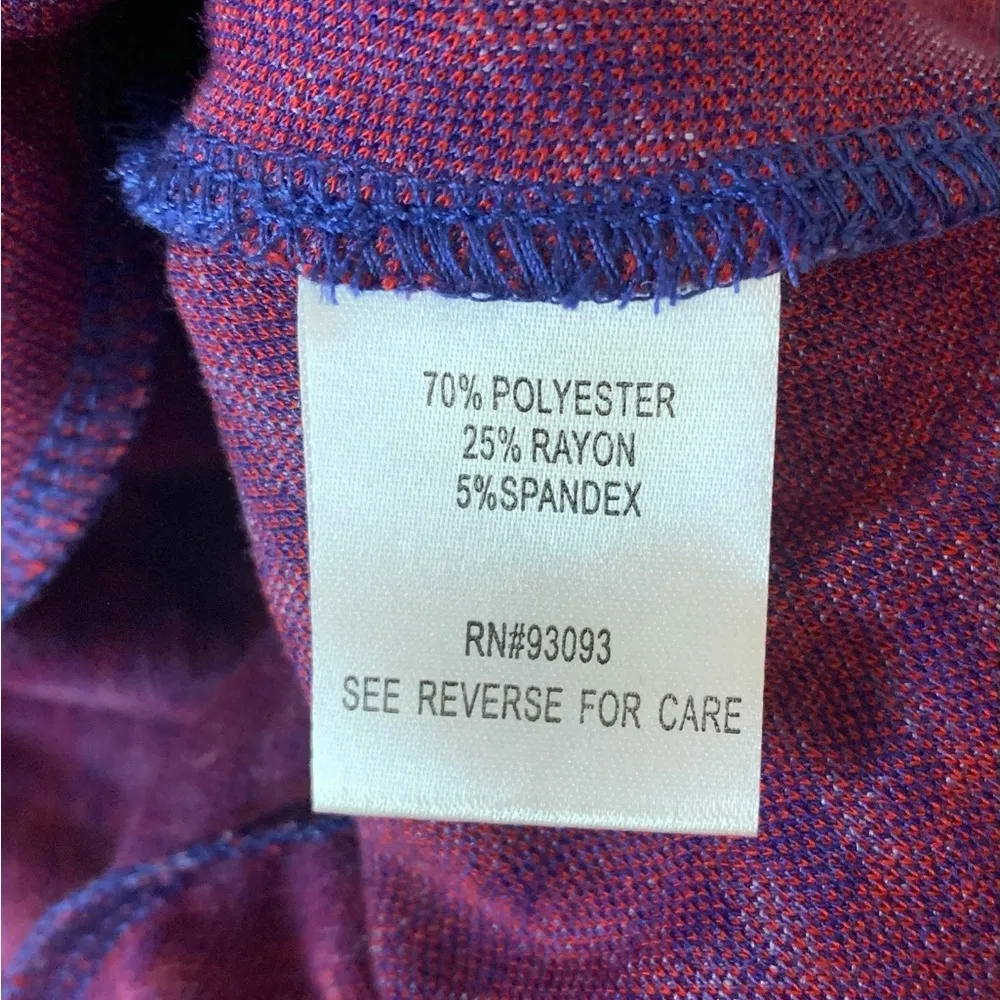 70% POLYESTER
25% RAYON
5%SPANDEX
RN#93093
SEE REVERSE FOR CARE